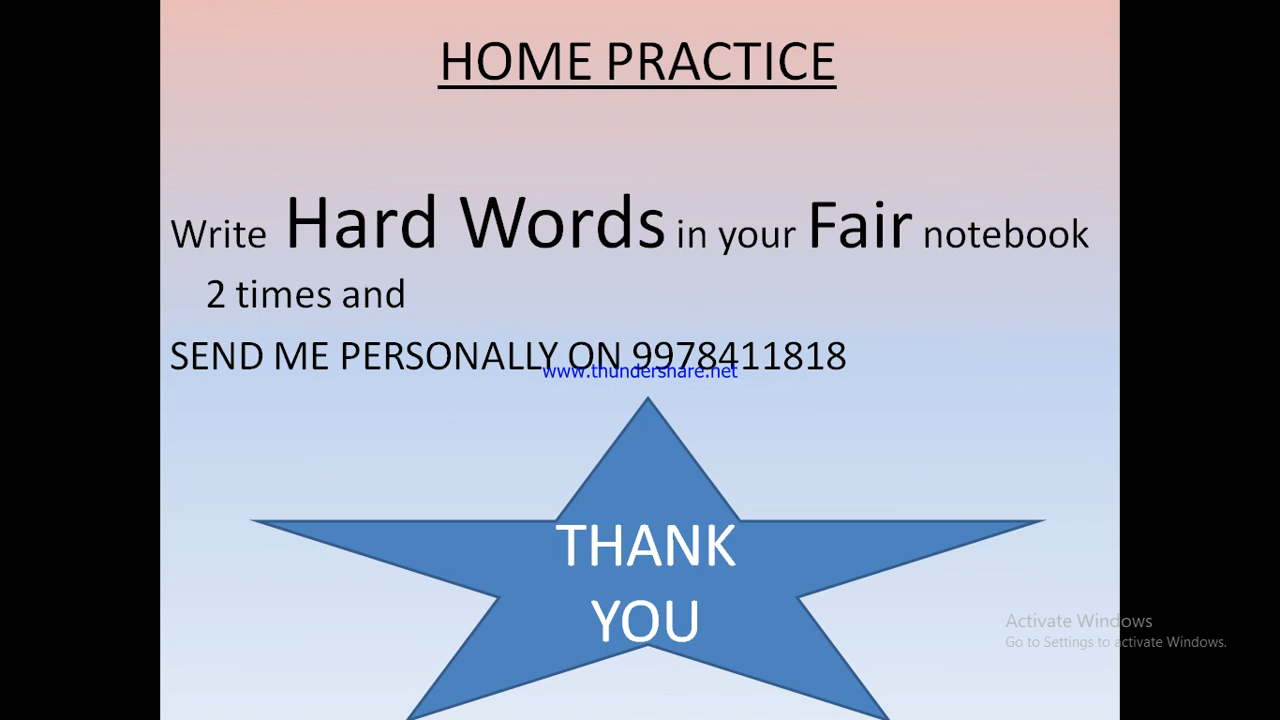 HOME PRACTICE
Write Hard Words in your Fair notebook
2 times and
SEND ME PERSONALLY ON 9978411818
www.thundershare.net
THANK
YOU
Activate Windows
Go to Settings to activate Windows.